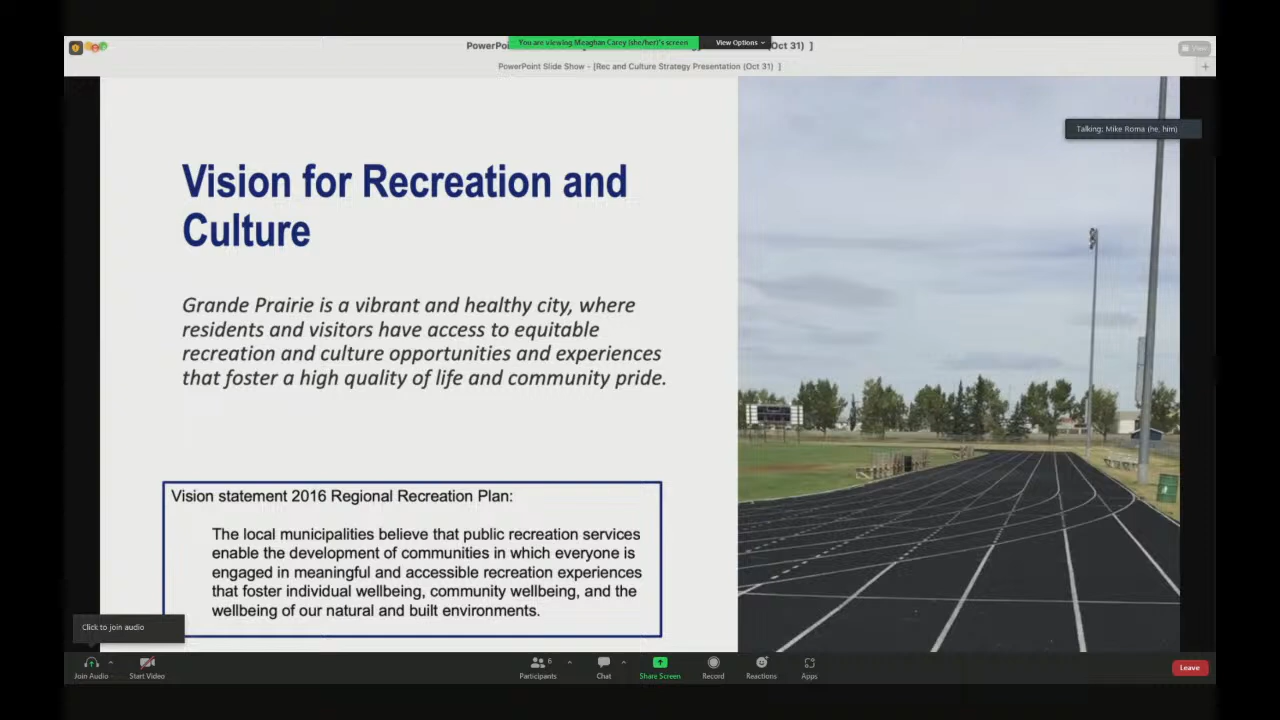 PowerPoi
Oct 31) ]
You are viewing Meaghan Carey (she/her)'s screen
View Options
View
PowerPoint Slide Show - [Rec and Culture Strategy Presentation (Oct 31) ]
Talking: Mike Roma (he, him)
Vision for Recreation and
Culture
Grande Prairie is a vibrant and healthy city, where
residents and visitors have access to equitable
recreation and culture opportunities and experiences
that foster a high quality of life and community pride.
Vision statement 2016 Regional Recreation Plan:
The local municipalities believe that public recreation services
enable the development of communities in which everyone is
engaged in meaningful and accessible recreation experiences
that foster individual wellbeing, community wellbeing, and the
wellbeing of our natural and built environments.
Click to join audio
6
Join Audio
Start Video
Participants
Chat
Share Screen
Record
Reactions
Apps
Leave